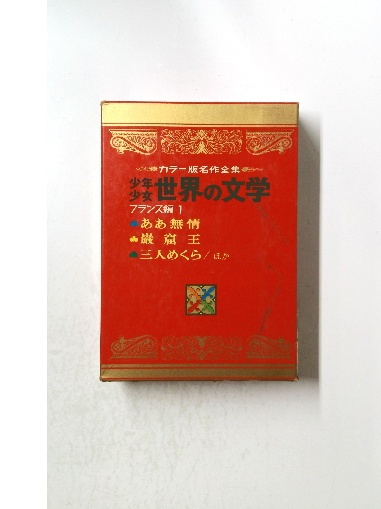 カラー版名作全集
少年少女 世界の文学
フランス編 1
ああ無情
巌窟王
三人めくら/ほか